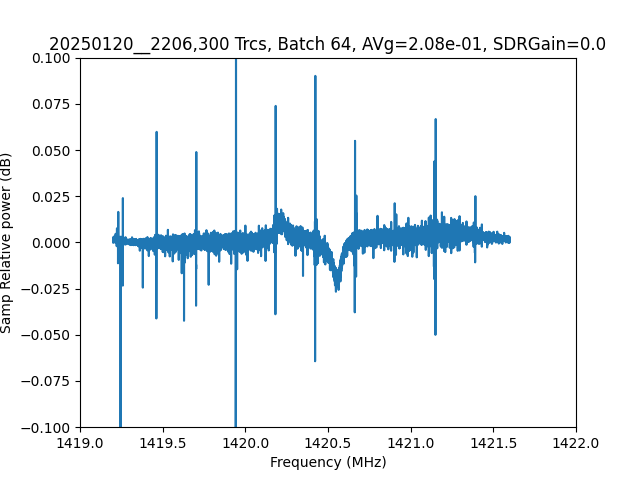 20250120__2206,300 Trcs, Batch 64, AVg=2.08e-01, SDRGain=0.0
Samp Relative power (dB)
0.100
0.075
0.050
0.025
0.000
−0.025
−0.050
−0.075
−0.100
1419.0 1419.5 1420.0 1420.5 1421.0 1421.5 1422.0
Frequency (MHz)